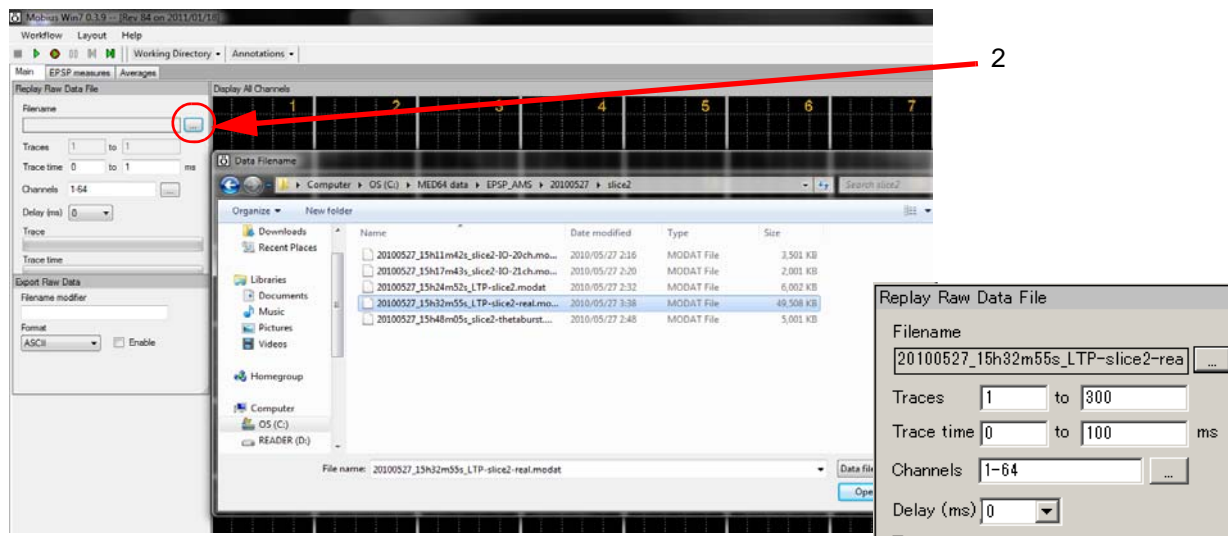 Mobius Win7 0.3.9 -- [Rev 84 on 2011/01/18]
Workflow Layout Help
Working Directory Annotations
2
Main EPSP measures Averages
Replay Raw Data File
Display All Channels
Filename
...
1 2 3 4 5 6 7
Traces 1 to 1
Trace time 0 to 1 ms
Channels 1-64 ...
Delay (ms) 0
Trace
Trace time
Export Raw Data
Filename modifier
Format
ASCII Enable
Data Filename
Computer OS (C:) MED64 data EPSP_AMS 20100527 slice2
Search slice2
Organize New folder
Downloads
Recent Places
Libraries
Documents
Music
Pictures
Videos
Homegroup
Computer
OS (C:)
READER (D:)
Name Date modified Type Size
20100527_15h11m42s_slice2-IO-20ch.mo... 2010/05/27 2:16 MODAT File 3,501 KB
20100527_15h17m43s_slice2-IO-21ch.mo... 2010/05/27 2:20 MODAT File 2,001 KB
20100527_15h24m52s_LTP-slice2.modat 2010/05/27 2:32 MODAT File 6,002 KB
20100527_15h32m55s_LTP-slice2-real.mo... 2010/05/27 3:38 MODAT File 49,508 KB
20100527_15h48m05s_slice2-thetaburst.... 2010/05/27 2:48 MODAT File 5,001 KB
File name: 20100527_15h32m55s_LTP-slice2-real.modat
Data file
Ope
Replay Raw Data File
Filename
20100527_15h32m55s_LTP-slice2-rea ...
Traces 1 to 300
Trace time 0 to 100 ms
Channels 1-64 ...
Delay (ms) 0